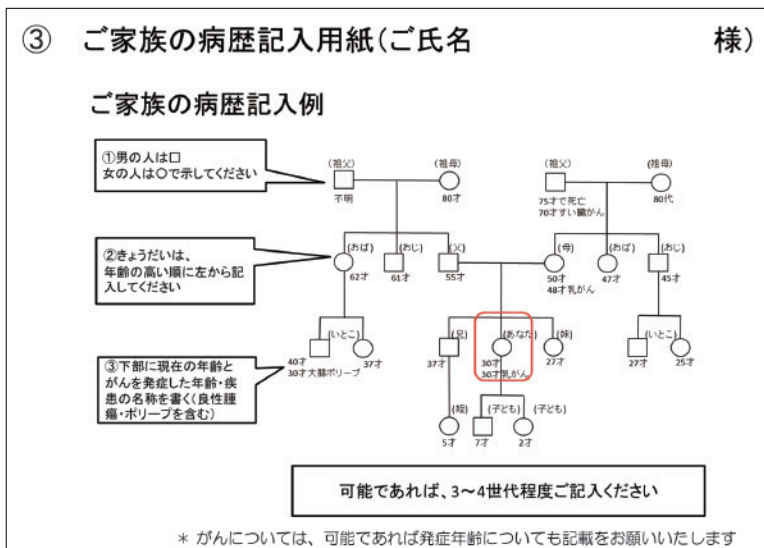 ③ ご家族の病歴記入用紙(ご氏名 様)
ご家族の病歴記入例
①男の人は□
女の人は〇で示してください
(祖父) (祖母) (祖父) (祖母)
不明 80才 75才で死亡 80代
70才すい臓がん
②きょうだいは、
年齢の高い順に左から記
入してください
(おば) (おじ) (父) (母) (おば) (おじ)
62才 61才 55才 50才 47才 45才
48才乳がん
③下部に現在の年齢と
がんを発症した年齢・疾
患の名称を書く(良性腫
瘍・ポリープを含む)
(いとこ) (兄) (あなた) (妹) (いとこ)
40才 37才 37才 30才 27才 27才 25才
30才大腸ポリープ 30才乳がん
(姪) (子ども) (子ども)
5才 7才 2才
可能であれば、3～4世代程度ご記入ください
* がんについては、可能であれば発症年齢についても記載をお願いいたします